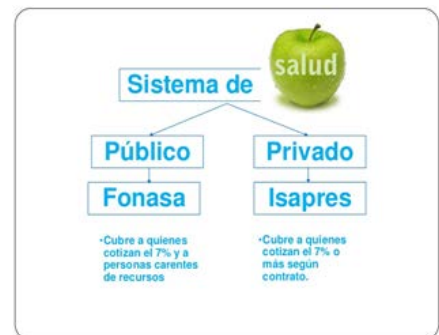 Sistema de salud
Público
Privado
Fonasa
Isapres
•Cubre a quienes
cotizan el 7% y a
personas carentes
de recursos
•Cubre a quienes
cotizan el 7% o
más según
contrato.